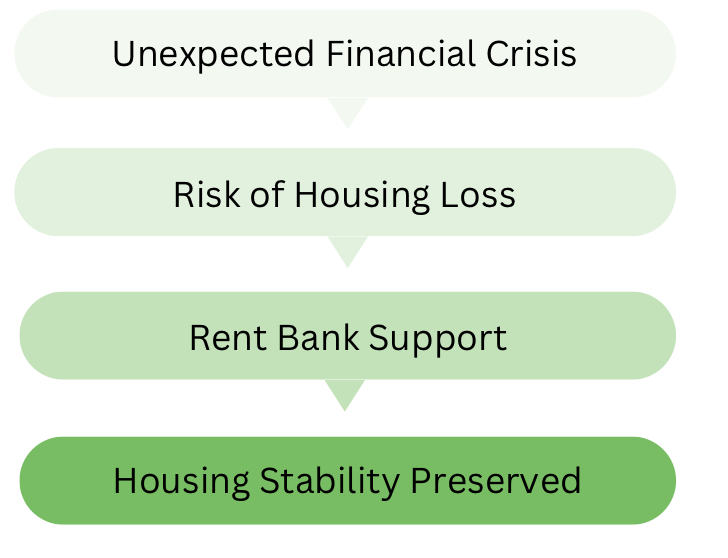 Unexpected Financial Crisis
Risk of Housing Loss
Rent Bank Support
Housing Stability Preserved